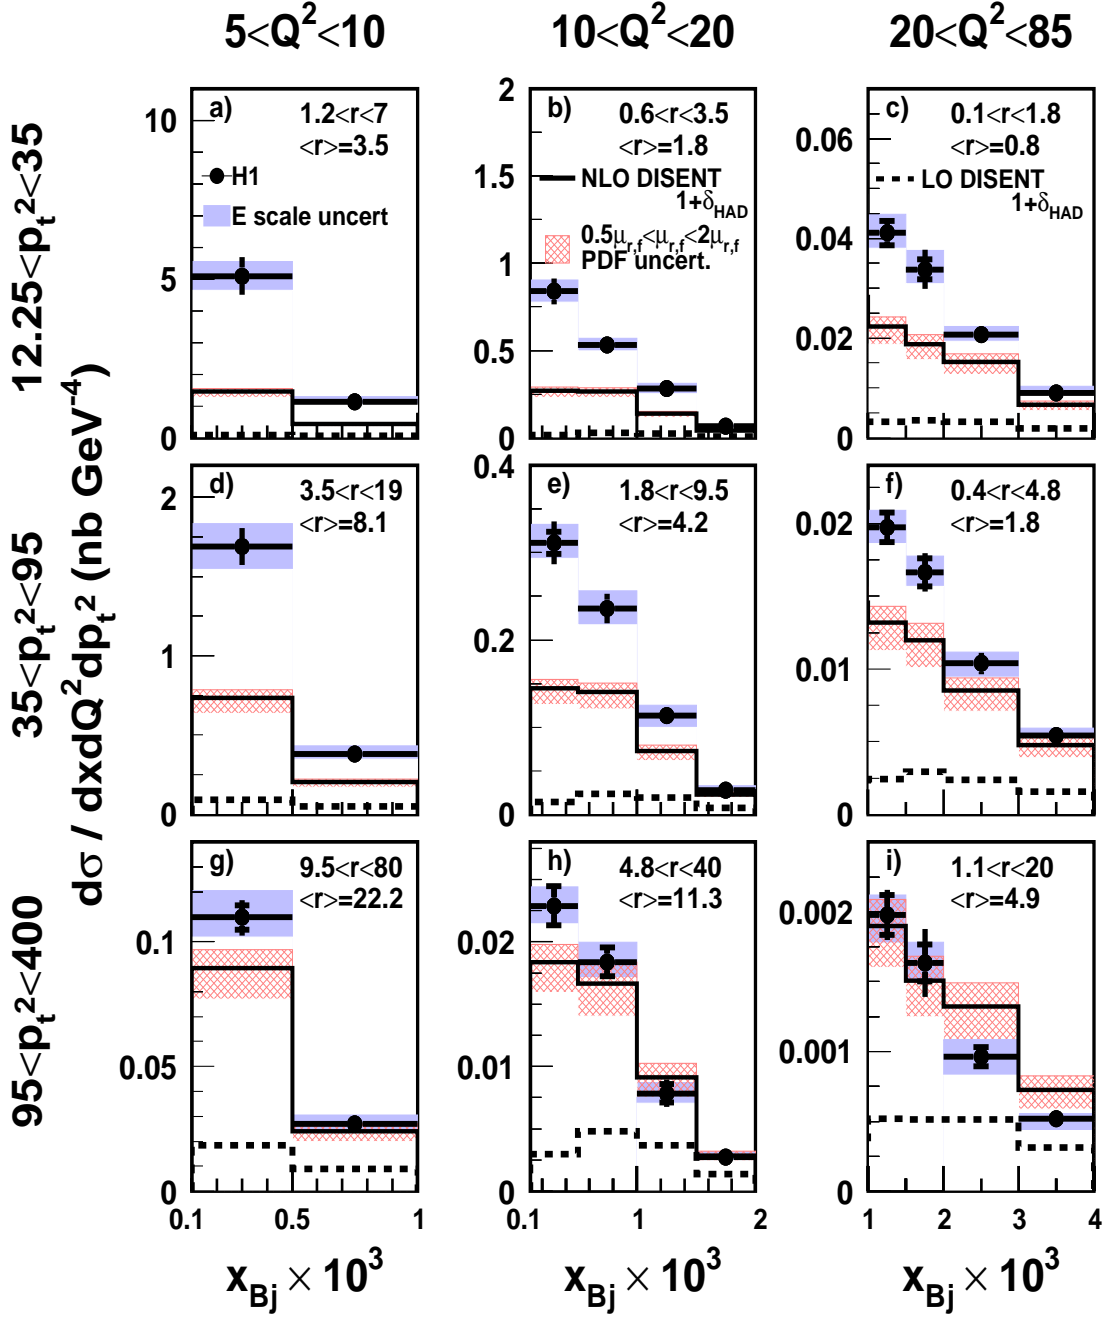 5<Q²<10
10<Q²<20
20<Q²<85
12.25<pₜ²<35
35<pₜ²<95
95<pₜ²<400
dσ / dxdQ²dpₜ² (nb GeV⁻⁴)
a)
1.2<r<7
<r>=3.5
H1
E scale uncert
10
5
0
b)
0.6<r<3.5
<r>=1.8
NLO DISENT
1+δ_HAD
0.5μ_r,f<μ_r,f<2μ_r,f
PDF uncert.
2
1.5
1
0.5
0
c)
0.1<r<1.8
<r>=0.8
LO DISENT
1+δ_HAD
0.06
0.04
0.02
0
d)
3.5<r<19
<r>=8.1
2
1
0
e)
1.8<r<9.5
<r>=4.2
0.4
0.2
0
f)
0.4<r<4.8
<r>=1.8
0.02
0.01
0
g)
9.5<r<80
<r>=22.2
0.1
0.05
0
h)
4.8<r<40
<r>=11.3
0.02
0.01
0
i)
1.1<r<20
<r>=4.9
0.002
0.001
0
0.1 0.5 1
0.1 1 2
1 2 3 4
x_Bj × 10³
x_Bj × 10³
x_Bj × 10³